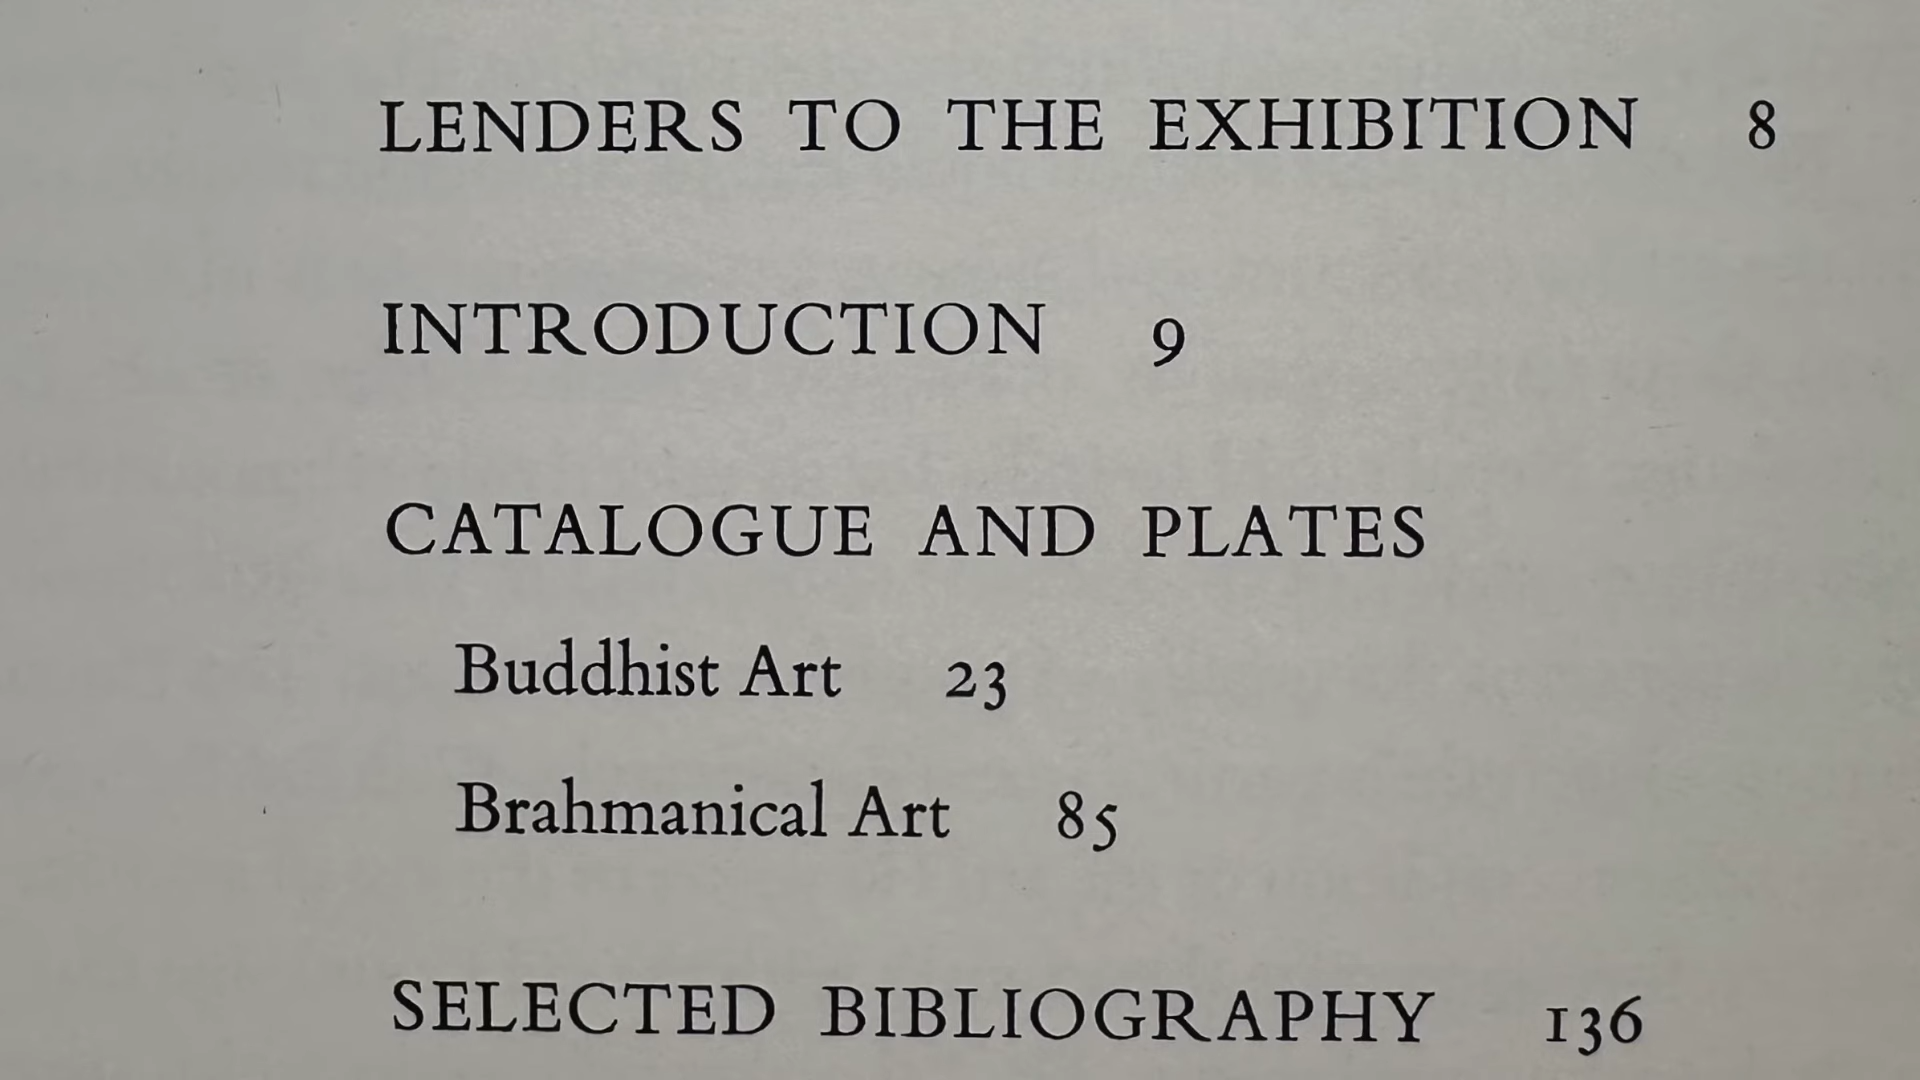 LENDERS TO THE EXHIBITION 8
INTRODUCTION 9
CATALOGUE AND PLATES
Buddhist Art 23
Brahmanical Art 85
SELECTED BIBLIOGRAPHY 136